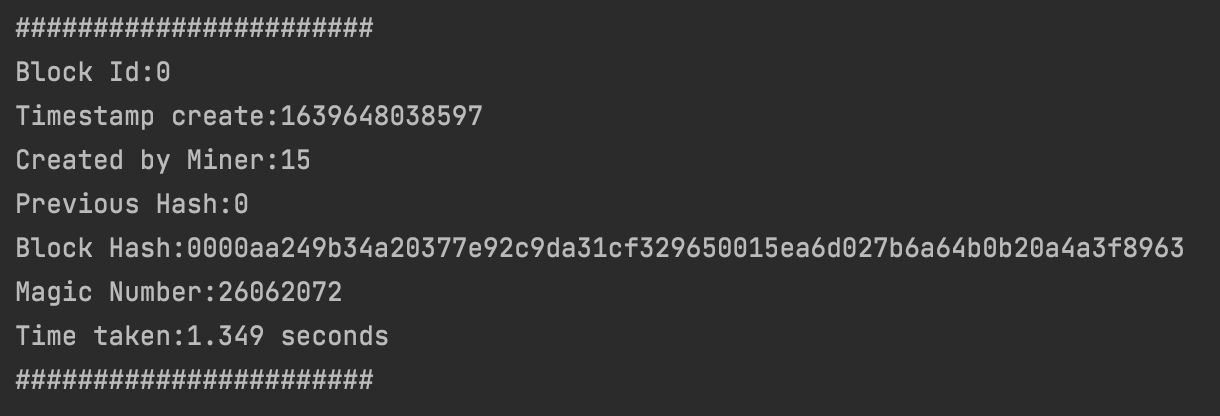 #######################
Block Id:0
Timestamp create:1639648038597
Created by Miner:15
Previous Hash:0
Block Hash:0000aa249b34a20377e92c9da31cf329650015ea6d027b6a64b0b20a4a3f8963
Magic Number:26062072
Time taken:1.349 seconds
#######################